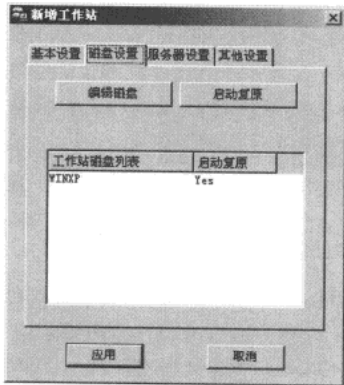 新增工作站
基本设置 磁盘设置 服务器设置 其他设置
编辑磁盘 启动复原
工作站磁盘列表 启动复原
WINXP Yes
应用 取消